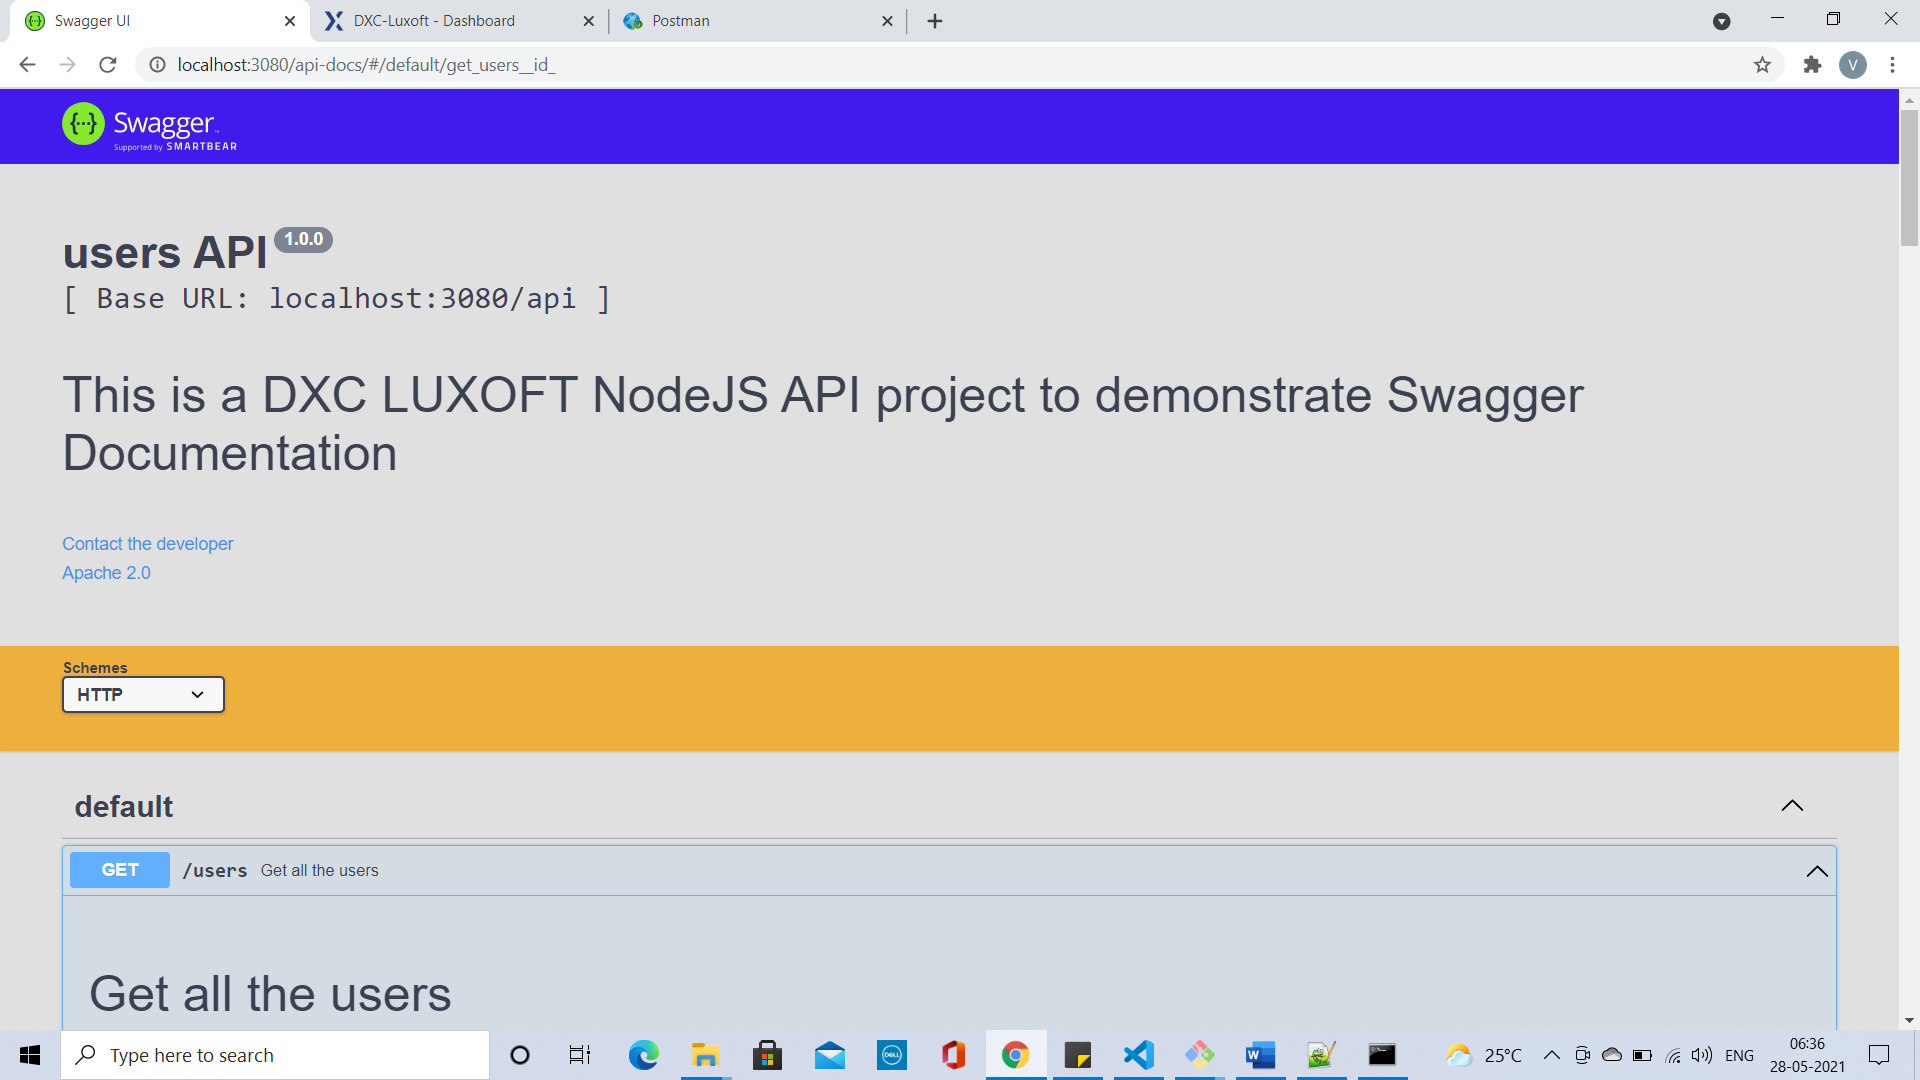 Swagger UI
DXC-Luxoft - Dashboard
Postman
localhost:3080/api-docs/#/default/get_users__id_
V
{···} Swagger
Supported by SMARTBEAR
users API 1.0.0
[ Base URL: localhost:3080/api ]
This is a DXC LUXOFT NodeJS API project to demonstrate Swagger
Documentation
Contact the developer
Apache 2.0
Schemes
HTTP
default
GET /users Get all the users
Get all the users
Type here to search
DELL
25°C
ENG
06:36
28-05-2021